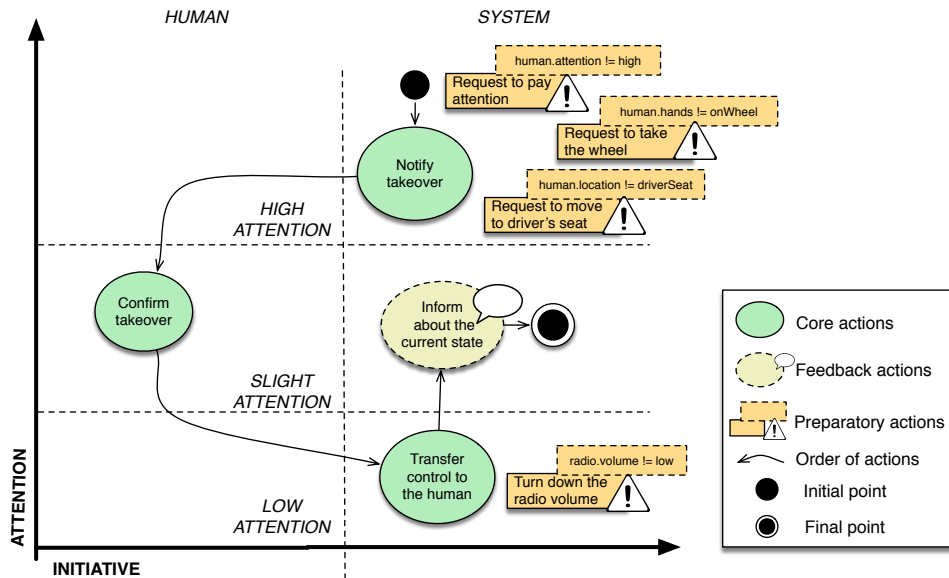 HUMAN
SYSTEM
human.attention != high
Request to pay
attention
!
human.hands != onWheel
Request to take
the wheel
!
Notify
takeover
human.location != driverSeat
Request to move
to driver's seat
!
HIGH
ATTENTION
Confirm
takeover
Inform
about the
current state
SLIGHT
ATTENTION
Transfer
control to
the human
radio.volume != low
Turn down the
radio volume
!
LOW
ATTENTION
ATTENTION
INITIATIVE
Core actions
Feedback actions
!
Preparatory actions
Order of actions
Initial point
Final point